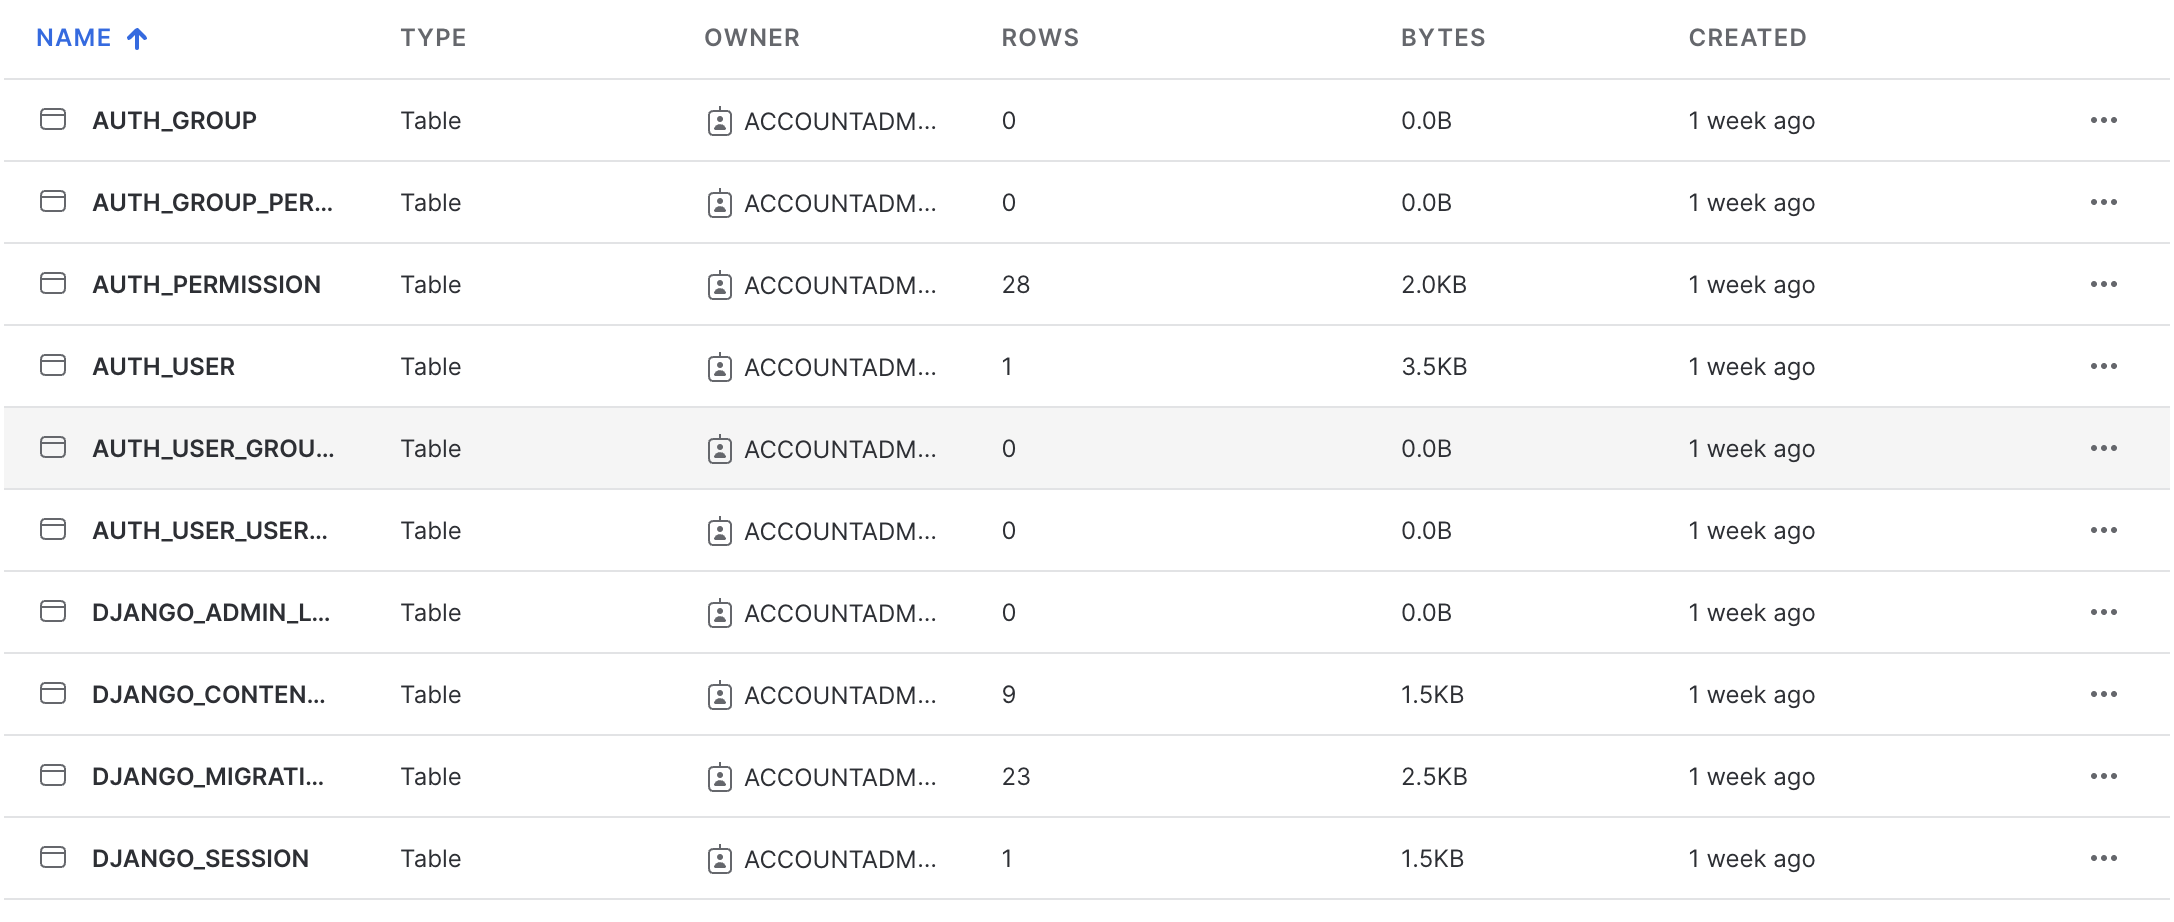 NAME TYPE OWNER ROWS BYTES CREATED
AUTH_GROUP Table ACCOUNTADM... 0 0.0B 1 week ago
AUTH_GROUP_PER... Table ACCOUNTADM... 0 0.0B 1 week ago
AUTH_PERMISSION Table ACCOUNTADM... 28 2.0KB 1 week ago
AUTH_USER Table ACCOUNTADM... 1 3.5KB 1 week ago
AUTH_USER_GROU... Table ACCOUNTADM... 0 0.0B 1 week ago
AUTH_USER_USER... Table ACCOUNTADM... 0 0.0B 1 week ago
DJANGO_ADMIN_L... Table ACCOUNTADM... 0 0.0B 1 week ago
DJANGO_CONTEN... Table ACCOUNTADM... 9 1.5KB 1 week ago
DJANGO_MIGRATI... Table ACCOUNTADM... 23 2.5KB 1 week ago
DJANGO_SESSION Table ACCOUNTADM... 1 1.5KB 1 week ago